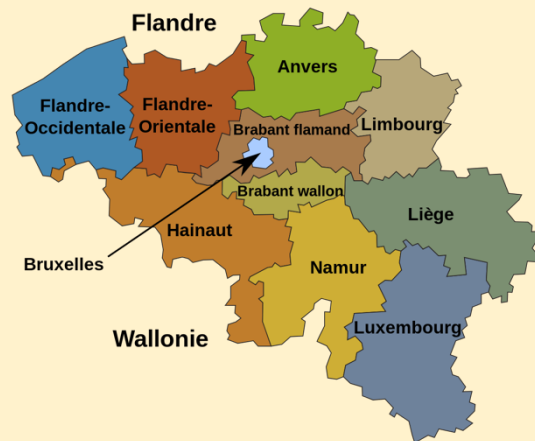 Flandre
Anvers
Flandre-
Occidentale
Flandre-
Orientale
Brabant flamand
Limbourg
Brabant wallon
Liège
Hainaut
Bruxelles
Namur
Wallonie
Luxembourg